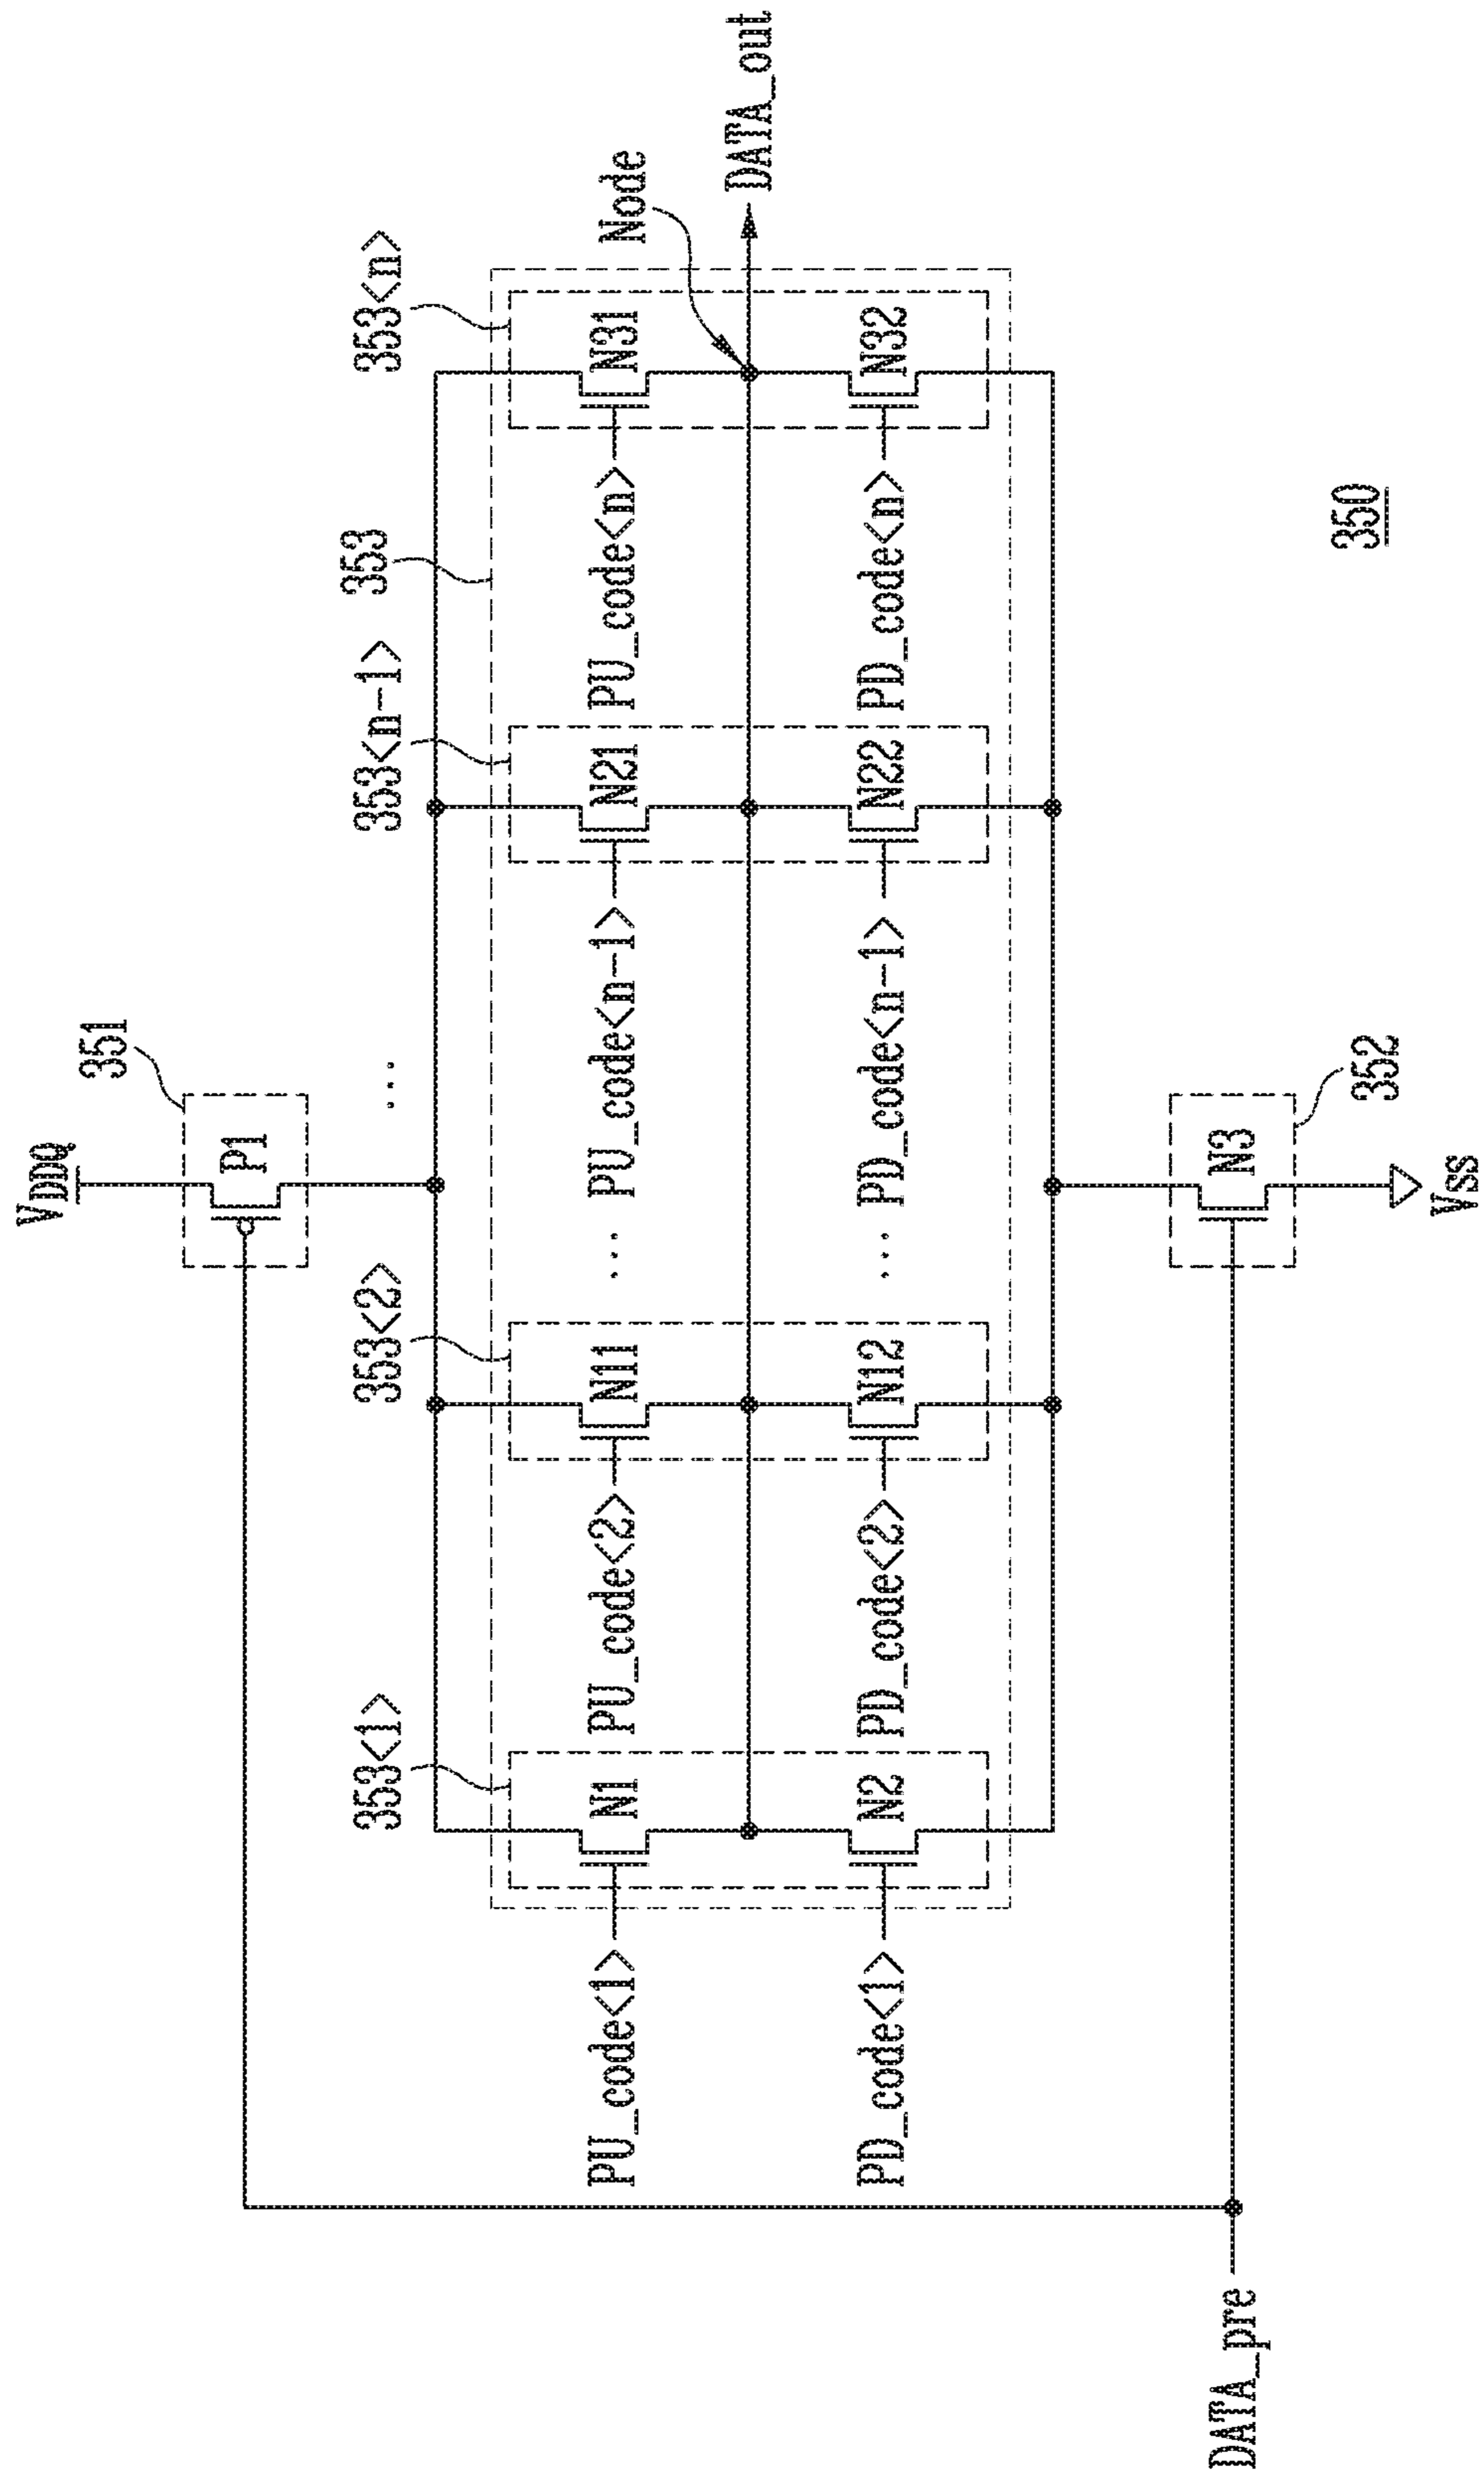 VDDQ
351
P1
353<1>
353<2>
...
353<n-1>
353
353<n>
Node
PU_code<1>
N1
PU_code<2>
N11
...
PU_code<n-1>
N21
PU_code<n>
N31
DATA_out
PD_code<1>
N2
PD_code<2>
N12
...
PD_code<n-1>
N22
PD_code<n>
N32
DATA_pre
N3
352
VSS
350